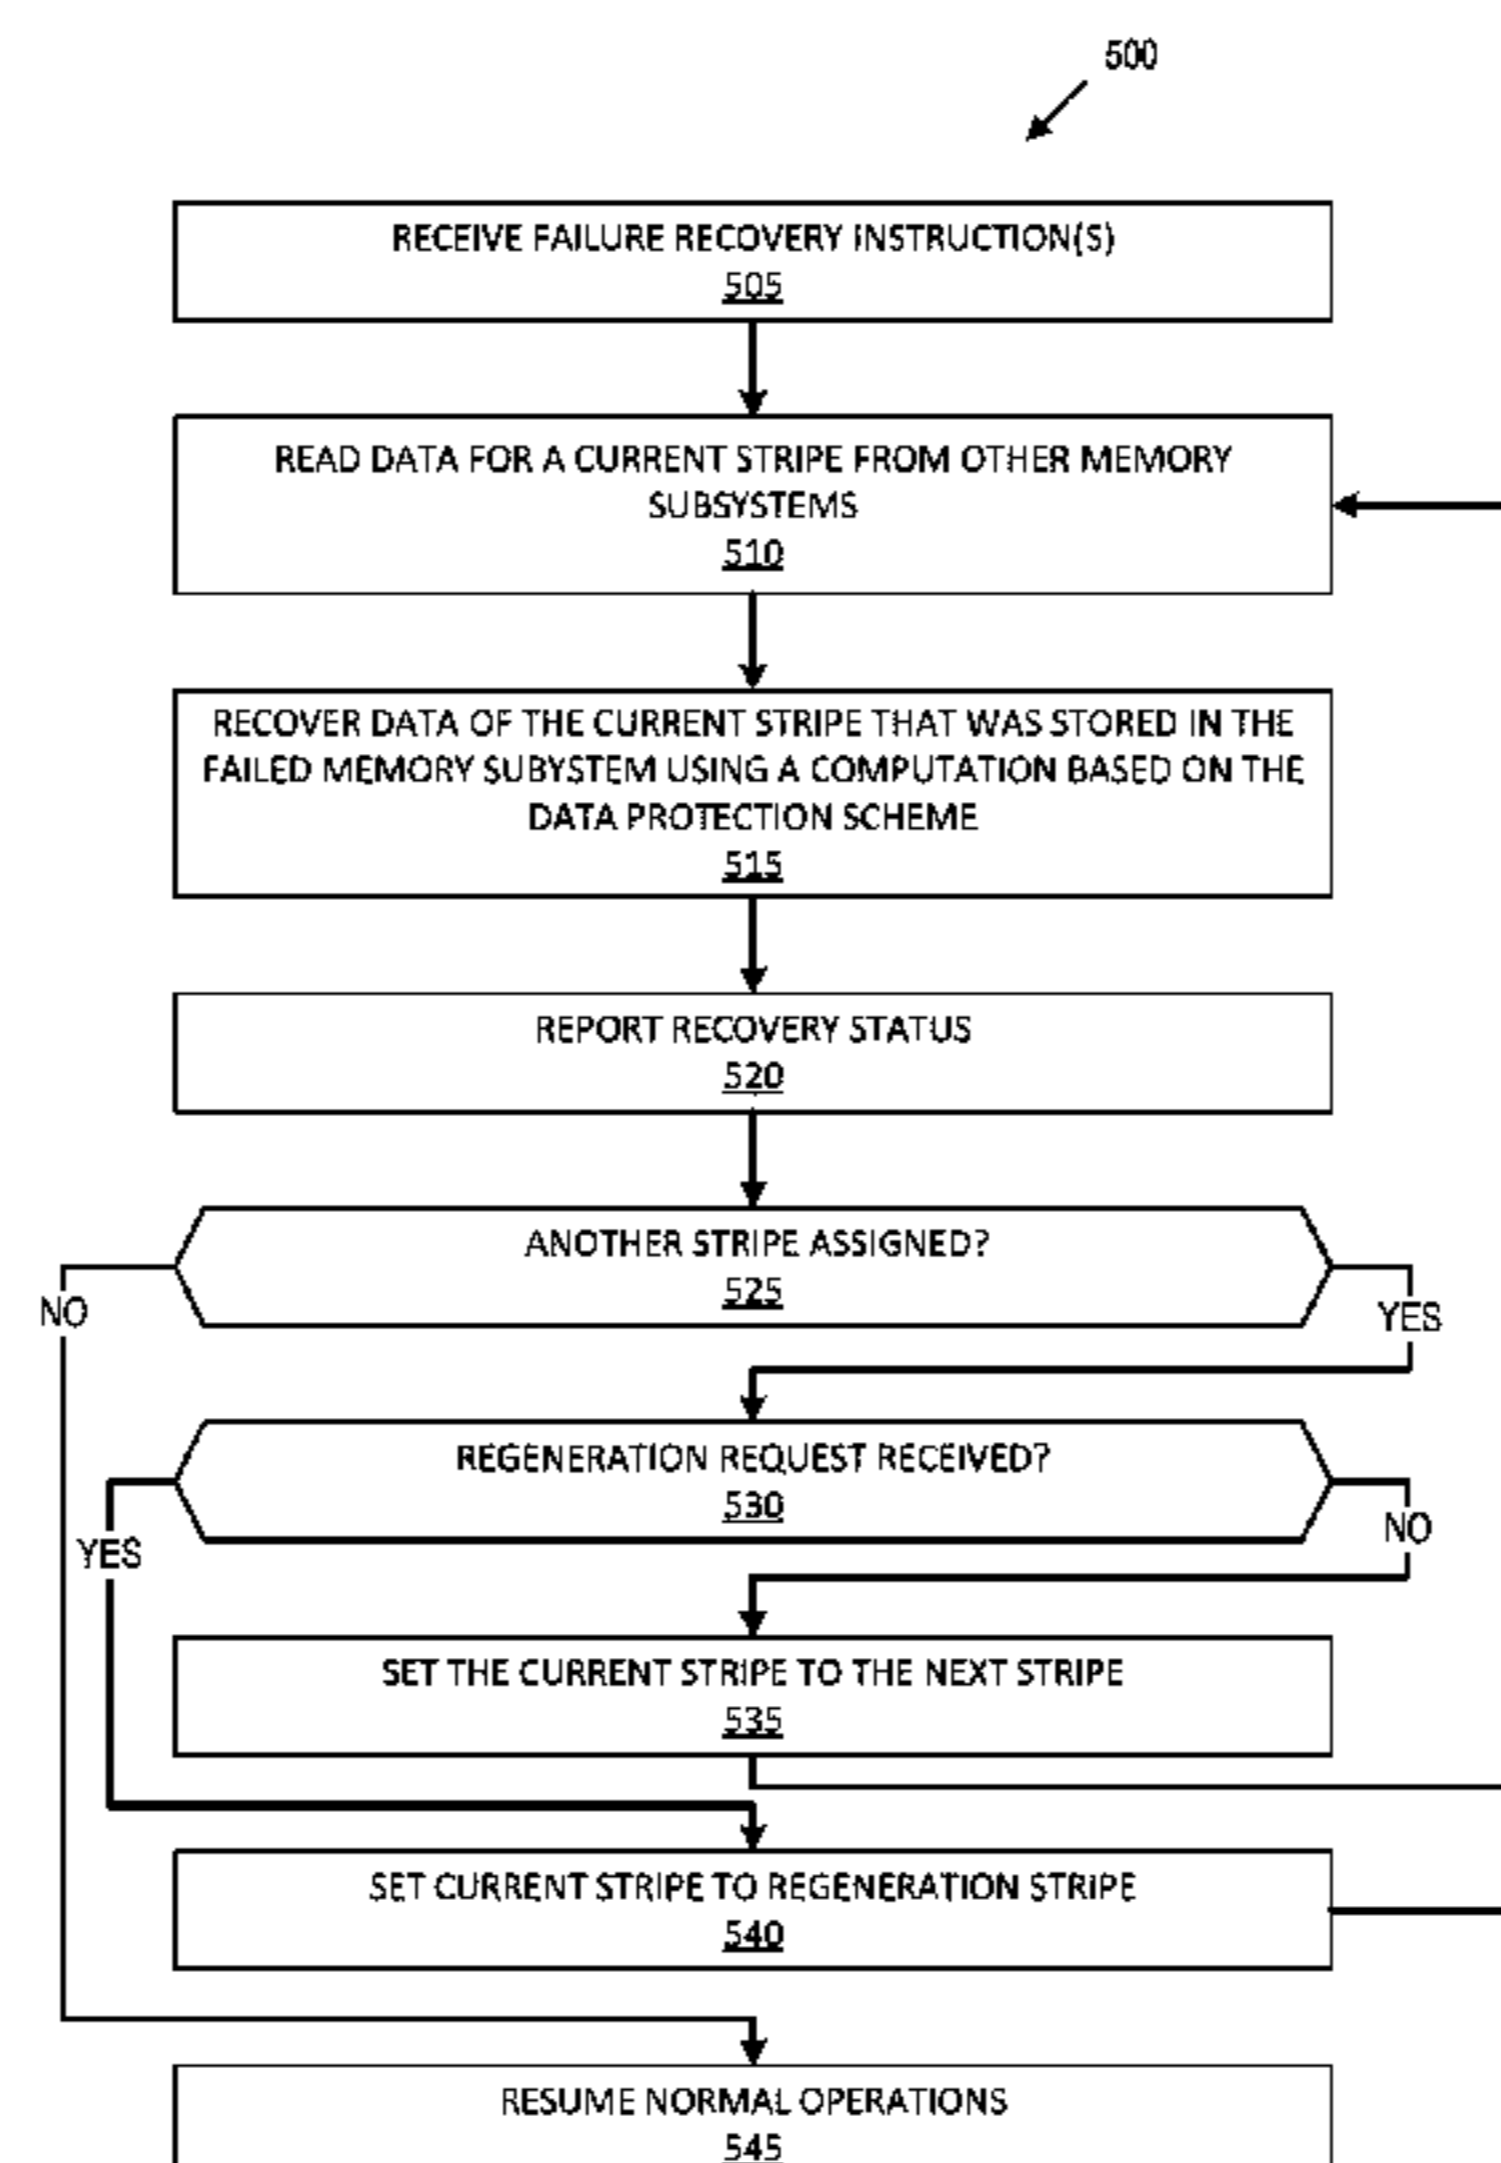 500
RECEIVE FAILURE RECOVERY INSTRUCTION(S)
505
READ DATA FOR A CURRENT STRIPE FROM OTHER MEMORY
SUBSYSTEMS
510
RECOVER DATA OF THE CURRENT STRIPE THAT WAS STORED IN THE
FAILED MEMORY SUBYSTEM USING A COMPUTATION BASED ON THE
DATA PROTECTION SCHEME
515
REPORT RECOVERY STATUS
520
ANOTHER STRIPE ASSIGNED?
525
NO
YES
REGENERATION REQUEST RECEIVED?
530
YES
NO
SET THE CURRENT STRIPE TO THE NEXT STRIPE
535
SET CURRENT STRIPE TO REGENERATION STRIPE
540
RESUME NORMAL OPERATIONS
545